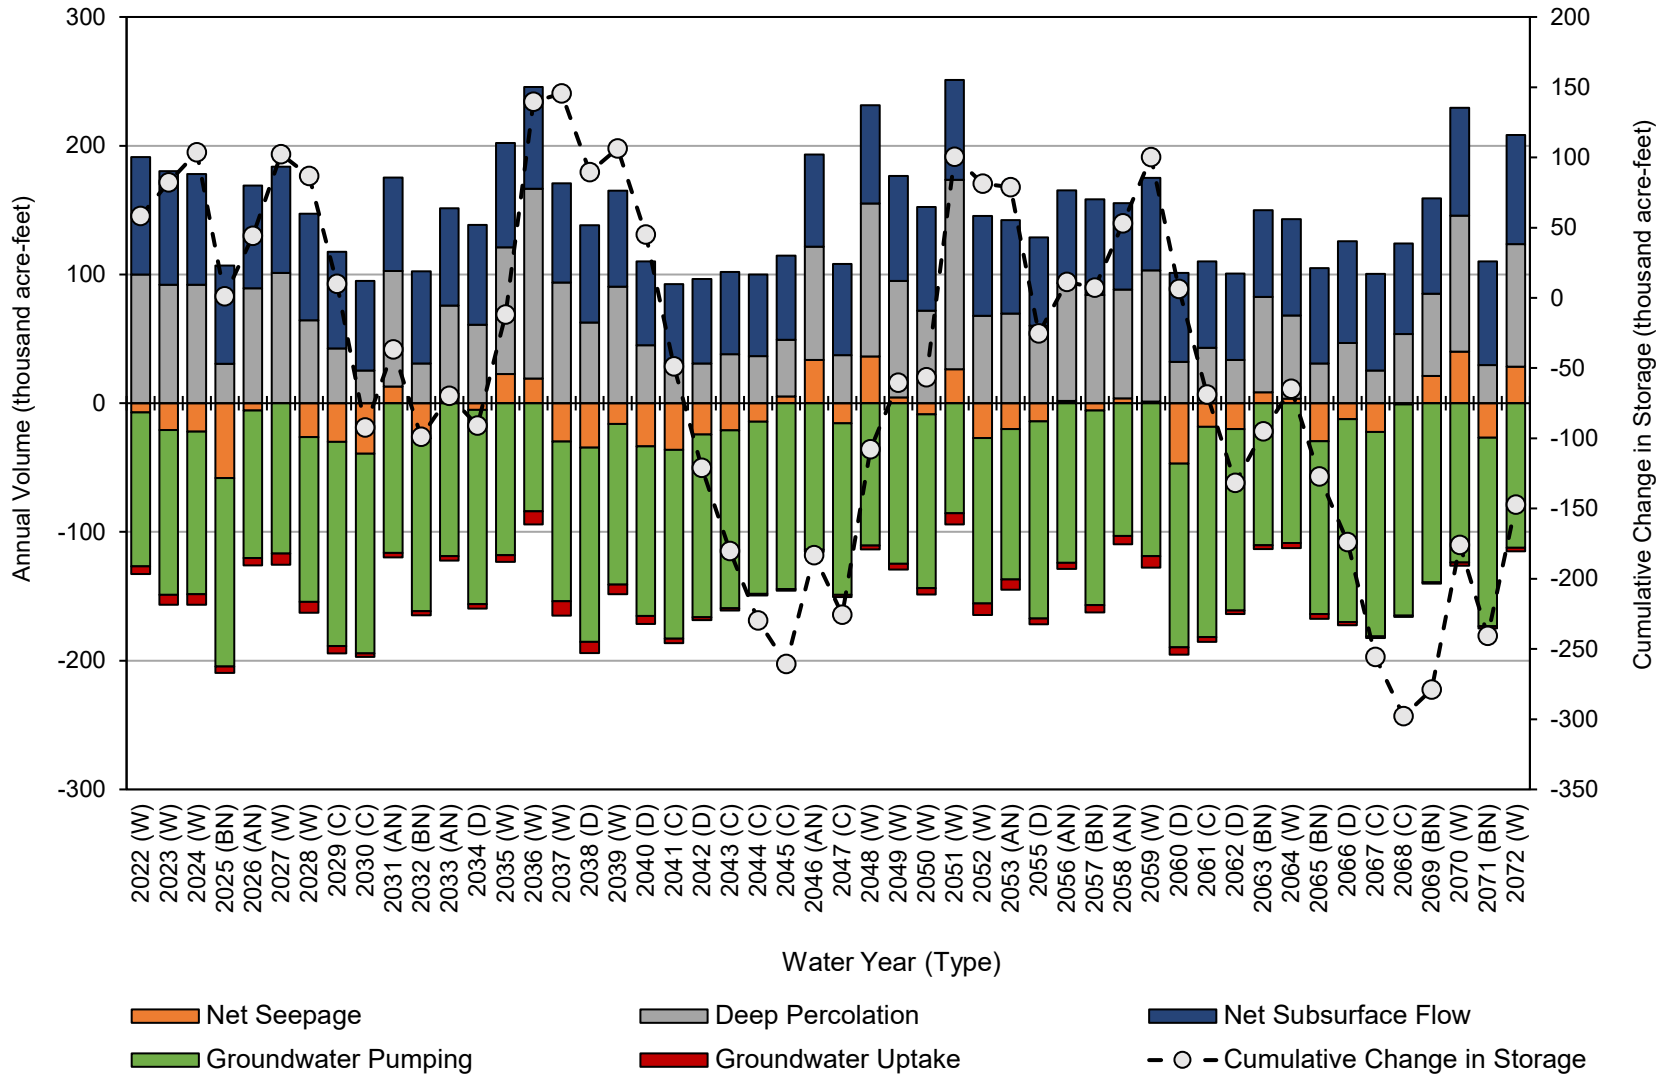 300
200
100
0
-100
-200
-300
Annual Volume (thousand acre-feet)
200
150
100
50
0
-50
-100
-150
-200
-250
-300
-350
Cumulative Change in Storage (thousand acre-feet)
2022 (W)
2023 (W)
2024 (W)
2025 (BN)
2026 (AN)
2027 (W)
2028 (W)
2029 (C)
2030 (C)
2031 (AN)
2032 (BN)
2033 (AN)
2034 (D)
2035 (W)
2036 (W)
2037 (W)
2038 (D)
2039 (W)
2040 (D)
2041 (C)
2042 (D)
2043 (C)
2044 (C)
2045 (C)
2046 (AN)
2047 (C)
2048 (W)
2049 (W)
2050 (W)
2051 (W)
2052 (W)
2053 (AN)
2055 (D)
2056 (AN)
2057 (BN)
2058 (AN)
2059 (W)
2060 (D)
2061 (C)
2062 (D)
2063 (BN)
2064 (W)
2065 (BN)
2066 (D)
2067 (C)
2068 (C)
2069 (BN)
2070 (W)
2071 (BN)
2072 (W)
Water Year (Type)
Net Seepage
Deep Percolation
Net Subsurface Flow
Groundwater Pumping
Groundwater Uptake
Cumulative Change in Storage